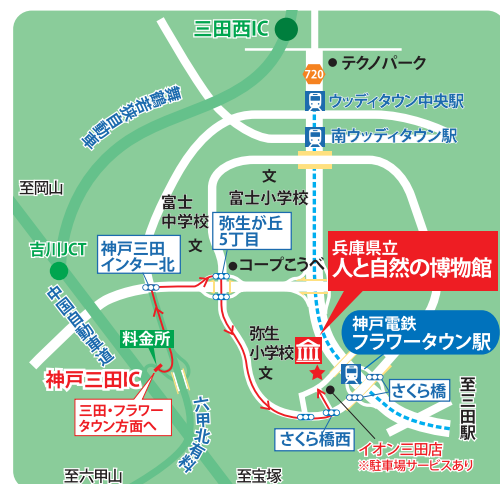 三田西IC
テクノパーク
720
ウッディタウン中央駅
南ウッディタウン駅
舞鶴若狭自動車
至岡山
文
富士小学校
富士
中学校
文
弥生が丘
5丁目
吉川JCT
神戸三田
インター北
コープこうべ
兵庫県立
人と自然の博物館
中国自動車道
料金所
弥生
小学校
文
神戸電鉄
フラワータウン駅
神戸三田IC
三田・フラワー
タウン方面へ
さくら橋
至三田駅
六甲北有料
さくら橋西
イオン三田店
※駐車場サービスあり
至六甲山
至宝塚